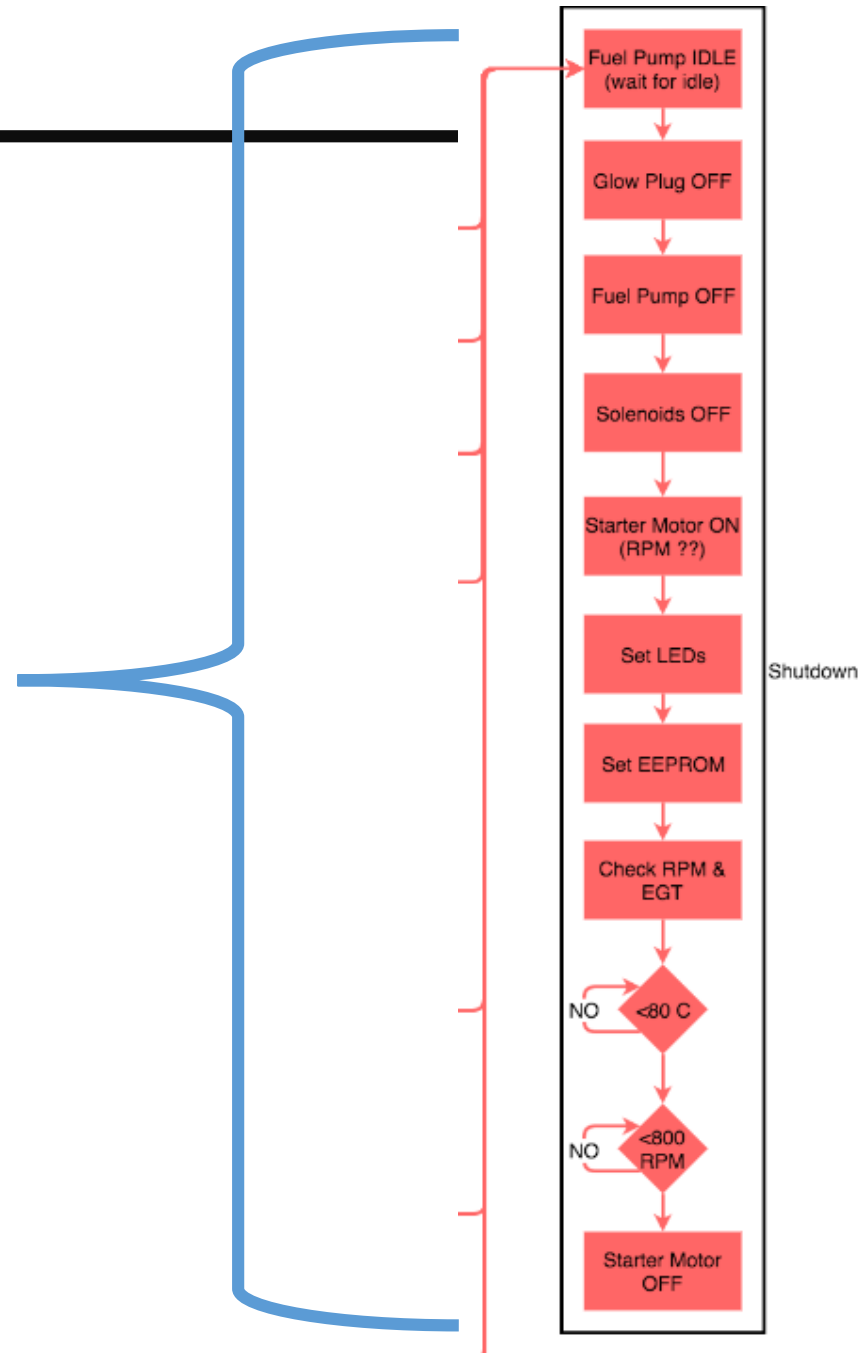 Fuel Pump IDLE
(wait for idle)
Glow Plug OFF
Fuel Pump OFF
Solenoids OFF
Starter Motor ON
(RPM ??)
Set LEDs
Shutdown
Set EEPROM
Check RPM &
EGT
NO
<80 C
NO
<800
RPM
Starter Motor
OFF